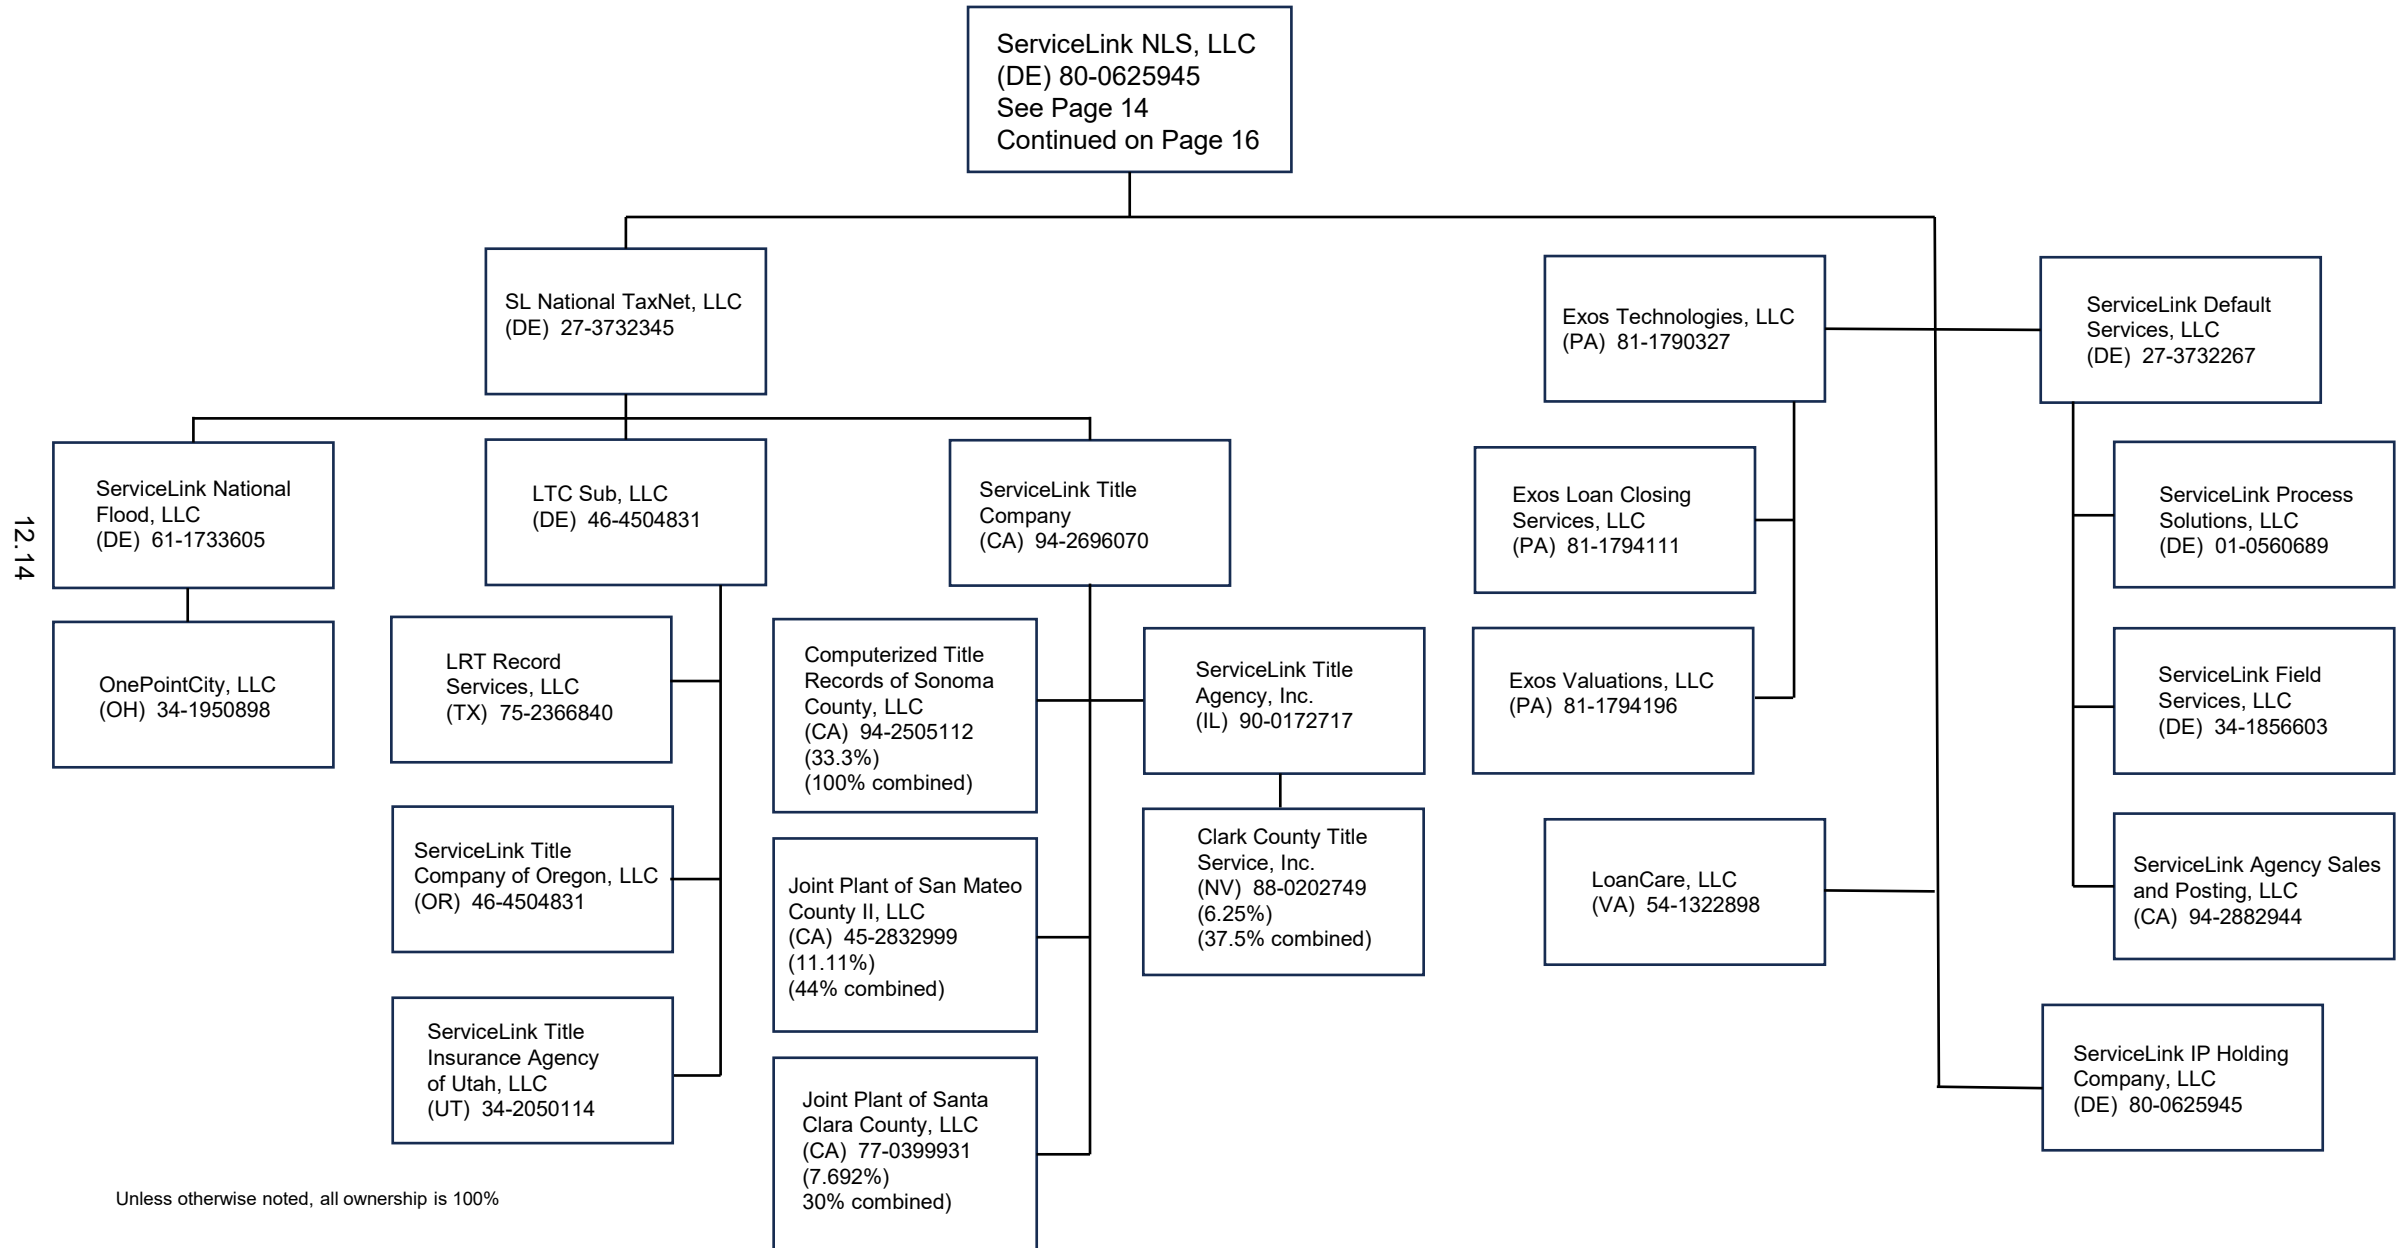 ServiceLink NLS, LLC
(DE) 80-0625945
See Page 14
Continued on Page 16
SL National TaxNet, LLC
(DE) 27-3732345
Exos Technologies, LLC
(PA) 81-1790327
ServiceLink Default
Services, LLC
(DE) 27-3732267
ServiceLink National
Flood, LLC
(DE) 61-1733605
LTC Sub, LLC
(DE) 46-4504831
ServiceLink Title
Company
(CA) 94-2696070
Exos Loan Closing
Services, LLC
(PA) 81-1794111
ServiceLink Process
Solutions, LLC
(DE) 01-0560689
12.14
OnePointCity, LLC
(OH) 34-1950898
LRT Record
Services, LLC
(TX) 75-2366840
Computerized Title
Records of Sonoma
County, LLC
(CA) 94-2505112
(33.3%)
(100% combined)
ServiceLink Title
Agency, Inc.
(IL) 90-0172717
Exos Valuations, LLC
(PA) 81-1794196
ServiceLink Field
Services, LLC
(DE) 34-1856603
ServiceLink Title
Company of Oregon, LLC
(OR) 46-4504831
Joint Plant of San Mateo
County II, LLC
(CA) 45-2832999
(11.11%)
(44% combined)
Clark County Title
Service, Inc.
(NV) 88-0202749
(6.25%)
(37.5% combined)
LoanCare, LLC
(VA) 54-1322898
ServiceLink Agency Sales
and Posting, LLC
(CA) 94-2882944
ServiceLink Title
Insurance Agency
of Utah, LLC
(UT) 34-2050114
Joint Plant of Santa
Clara County, LLC
(CA) 77-0399931
(7.692%)
30% combined)
ServiceLink IP Holding
Company, LLC
(DE) 80-0625945
Unless otherwise noted, all ownership is 100%